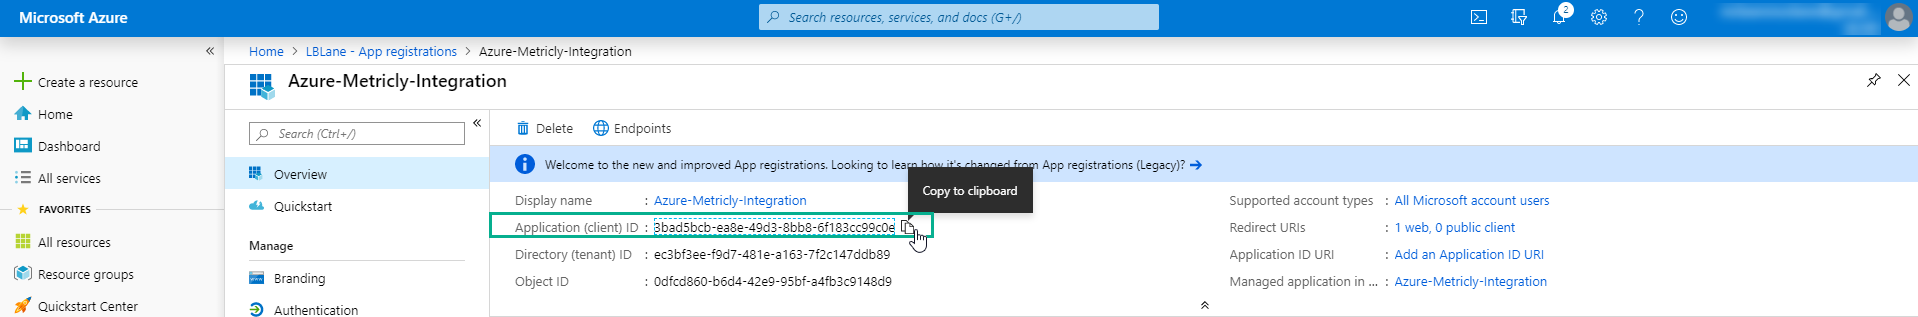 Microsoft Azure
Search resources, services, and docs (G+/)
2
«
Home > LBLane - App registrations > Azure-Metricly-Integration
Create a resource
Home
Dashboard
All services
FAVORITES
All resources
Resource groups
Quickstart Center
Azure-Metricly-Integration
Search (Ctrl+/)
«
Overview
Quickstart
Manage
Branding
Authentication
Delete
Endpoints
Welcome to the new and improved App registrations. Looking to learn how it's changed from App registrations (Legacy)? →
Copy to clipboard
Display name : Azure-Metricly-Integration
Application (client) ID : 3bad5bcb-ea8e-49d3-8bb8-6f183cc99c0e
Directory (tenant) ID : ec3bf3ee-f9d7-481e-a163-7f2c147ddb89
Object ID : 0dfcd860-b6d4-42e9-95bf-a4fb3c9148d9
Supported account types : All Microsoft account users
Redirect URIs : 1 web, 0 public client
Application ID URI : Add an Application ID URI
Managed application in ... : Azure-Metricly-Integration